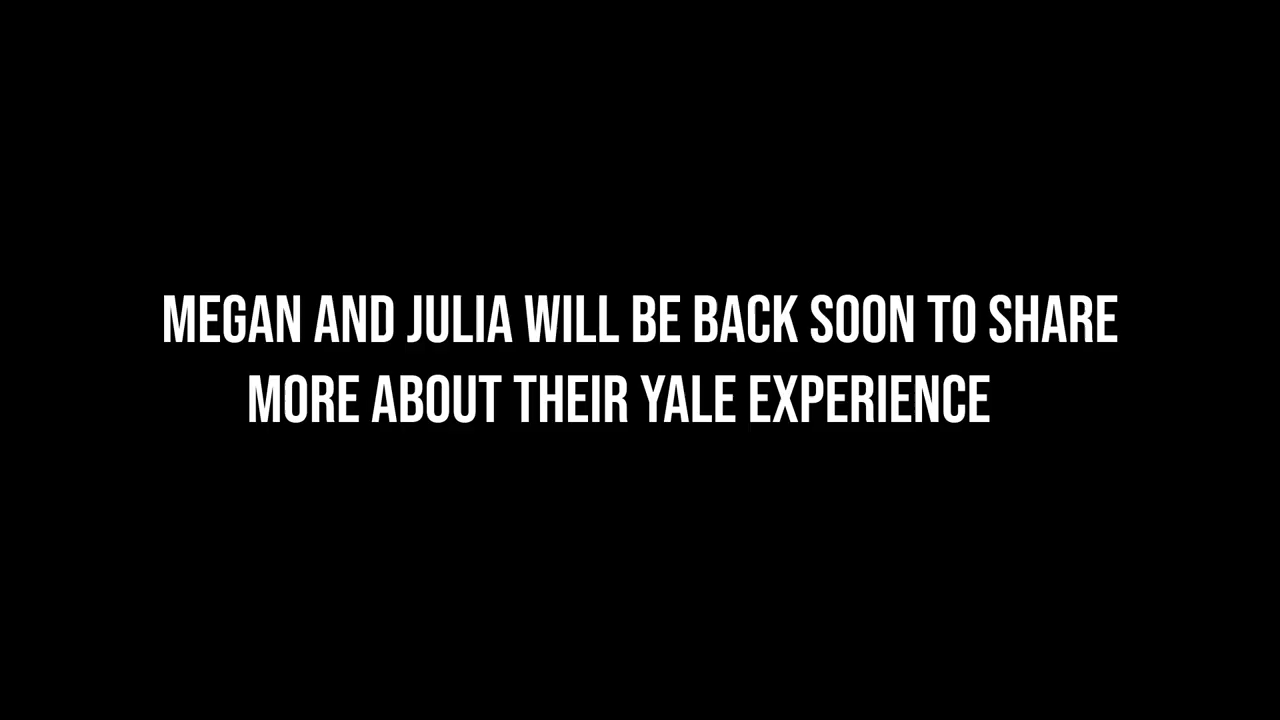 MEGAN AND JULIA WILL BE BACK SOON TO SHARE
MORE ABOUT THEIR YALE EXPERIENCE